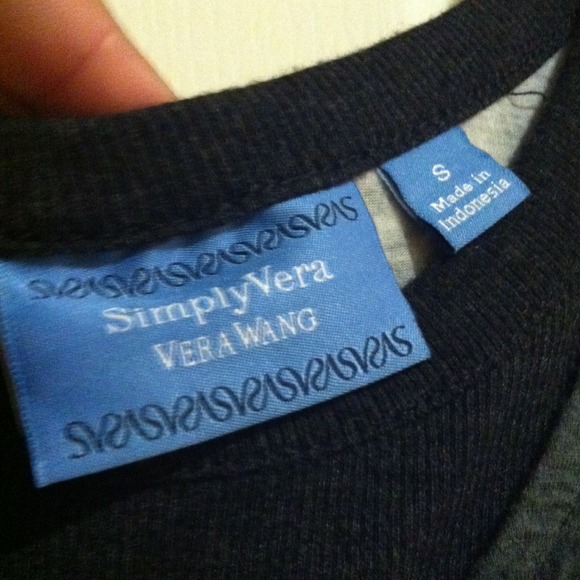 SimplyVera
VERA WANG
S
Made in
Indonesia